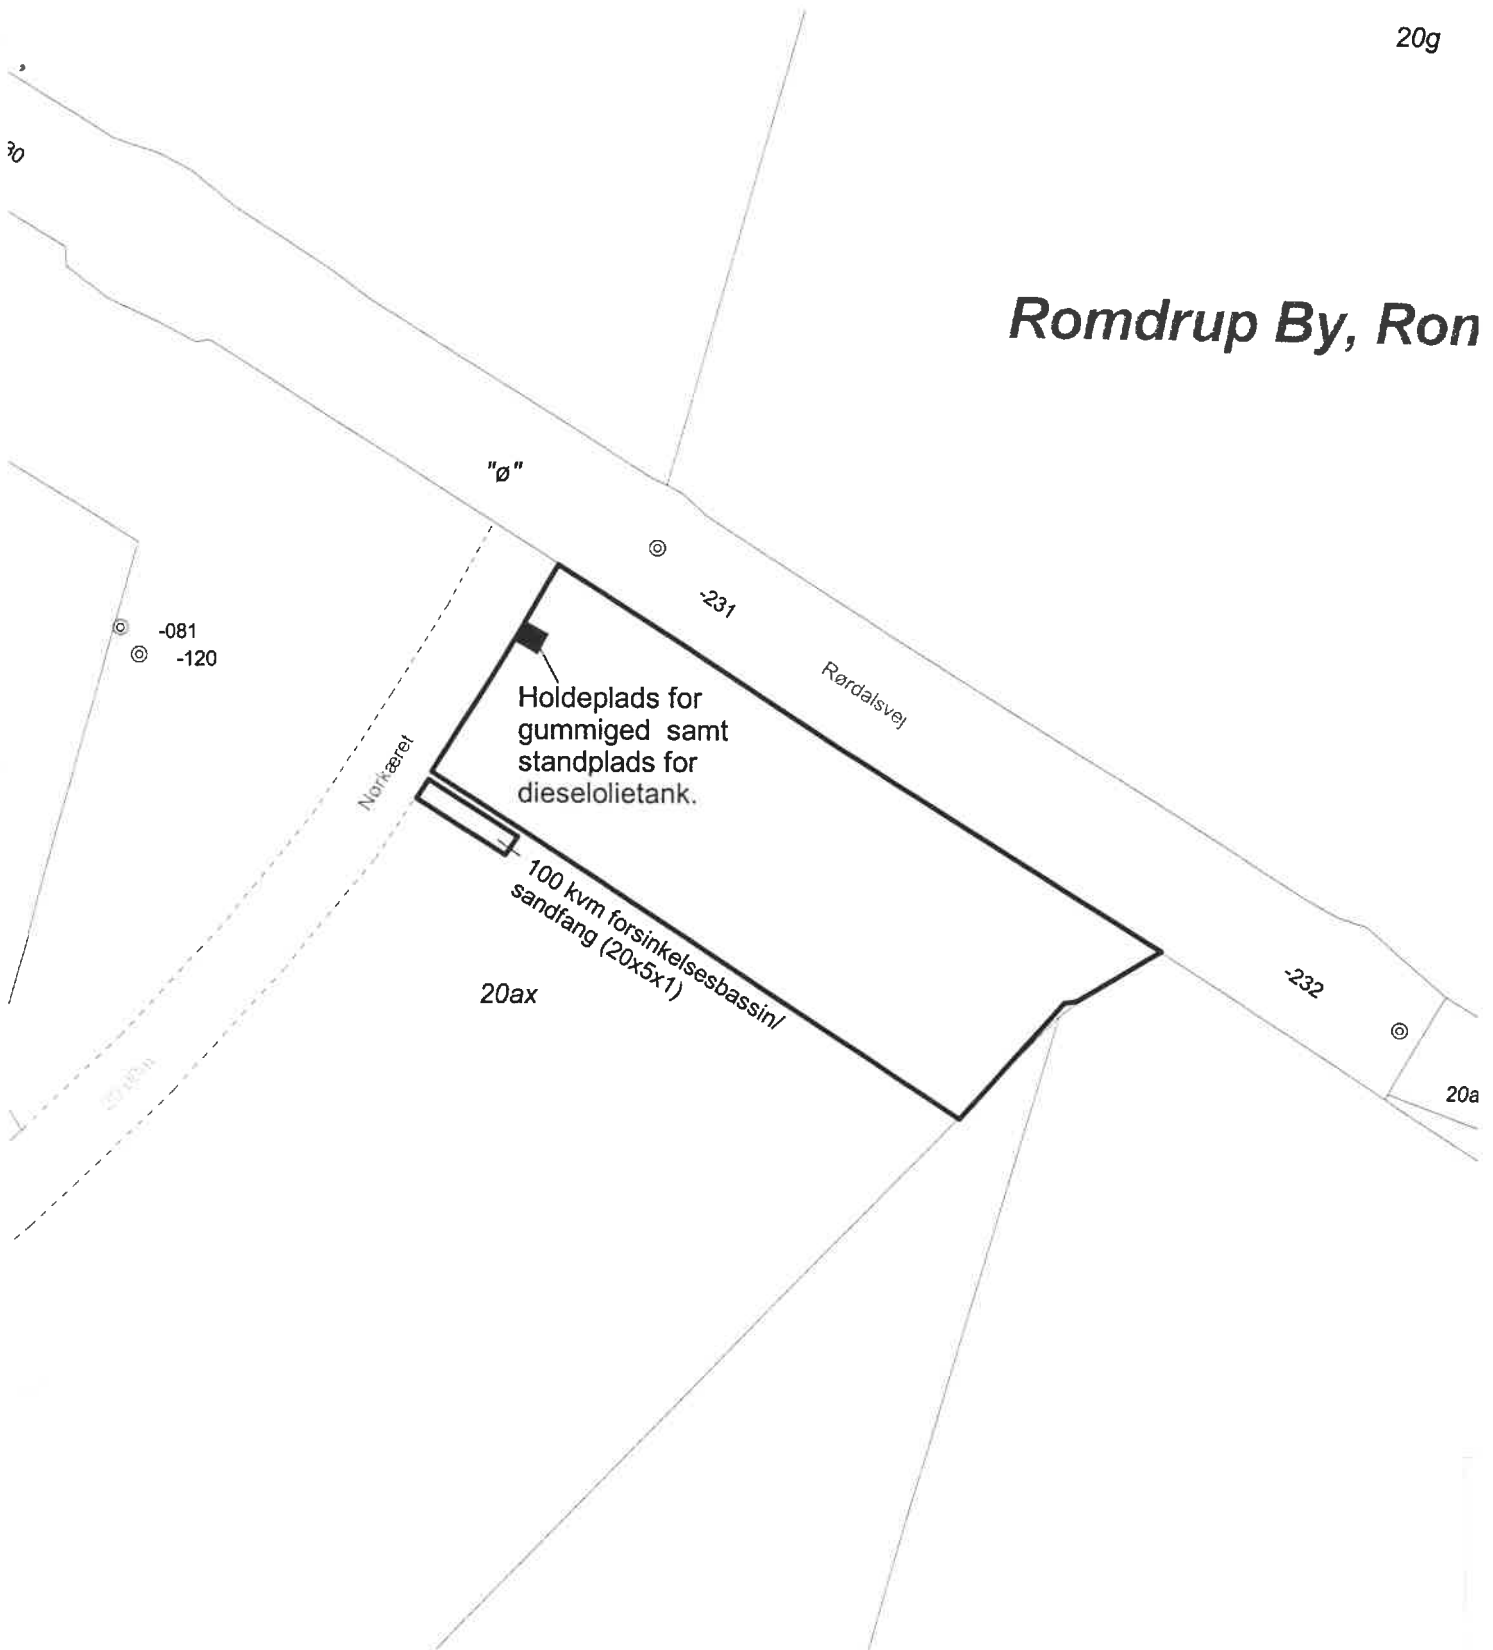 20g
Romdrup By, Ron
"ø"
-231
-081
-120
Rørdalsvej
Holdeplads for
gummiged samt
standplads for
dieselolietank.
Nørkæret
100 kvm forsinkelsesbassin/
sandfang (20x5x1)
20ax
-232
20a